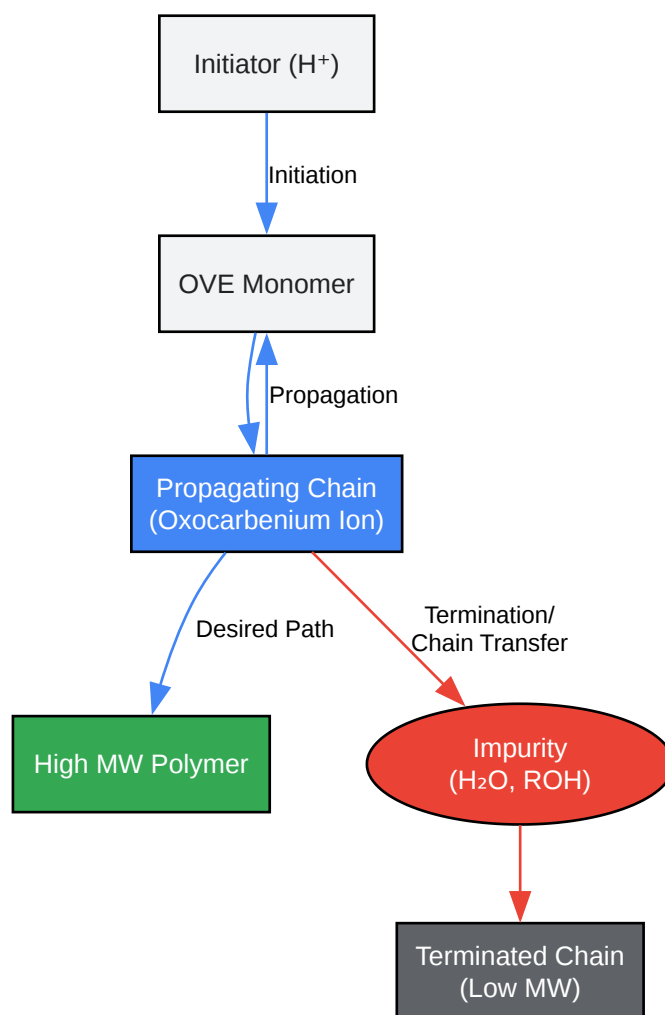 Initiator (H⁺)
Initiation
OVE Monomer
Propagation
Propagating Chain
(Oxocarbenium Ion)
Desired Path
Termination/
Chain Transfer
High MW Polymer
Impurity
(H₂O, ROH)
Terminated Chain
(Low MW)